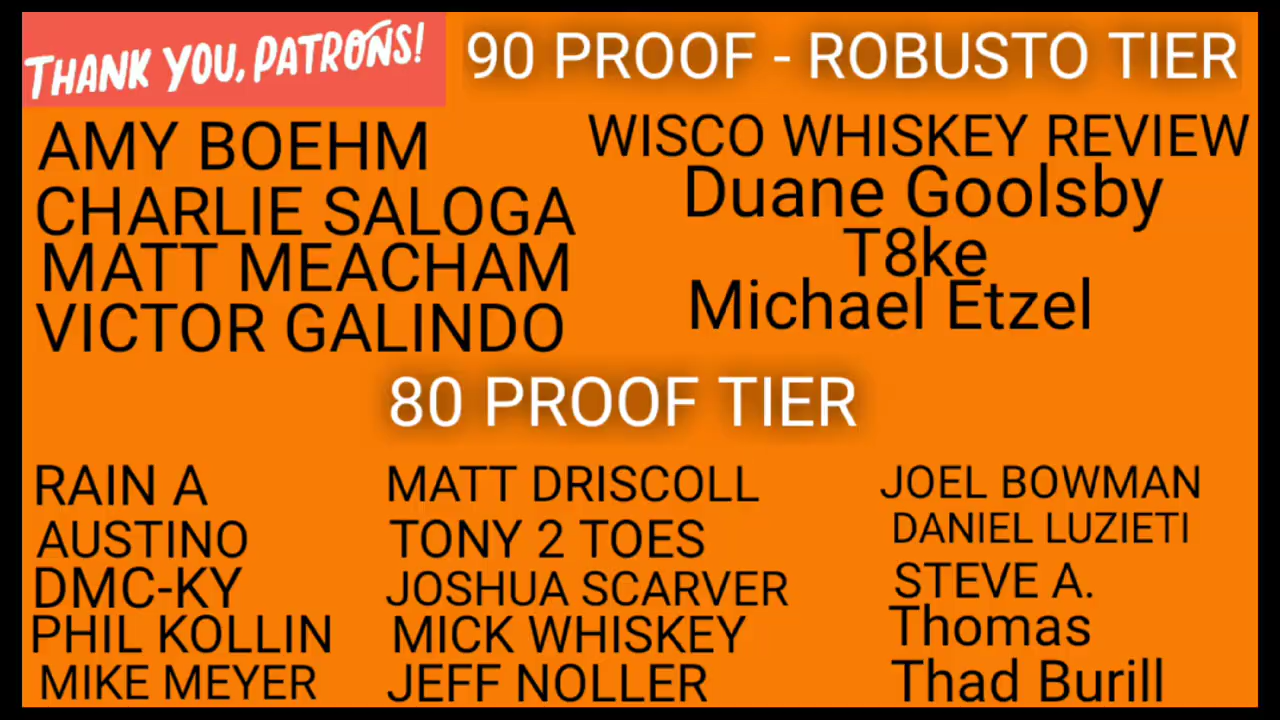 THANK YOU, PATRONS!
90 PROOF - ROBUSTO TIER
AMY BOEHM
CHARLIE SALOGA
MATT MEACHAM
VICTOR GALINDO
WISCO WHISKEY REVIEW
Duane Goolsby
T8ke
Michael Etzel
80 PROOF TIER
RAIN A
AUSTINO
DMC-KY
PHIL KOLLIN
MIKE MEYER
MATT DRISCOLL
TONY 2 TOES
JOSHUA SCARVER
MICK WHISKEY
JEFF NOLLER
JOEL BOWMAN
DANIEL LUZIETI
STEVE A.
Thomas
Thad Burill